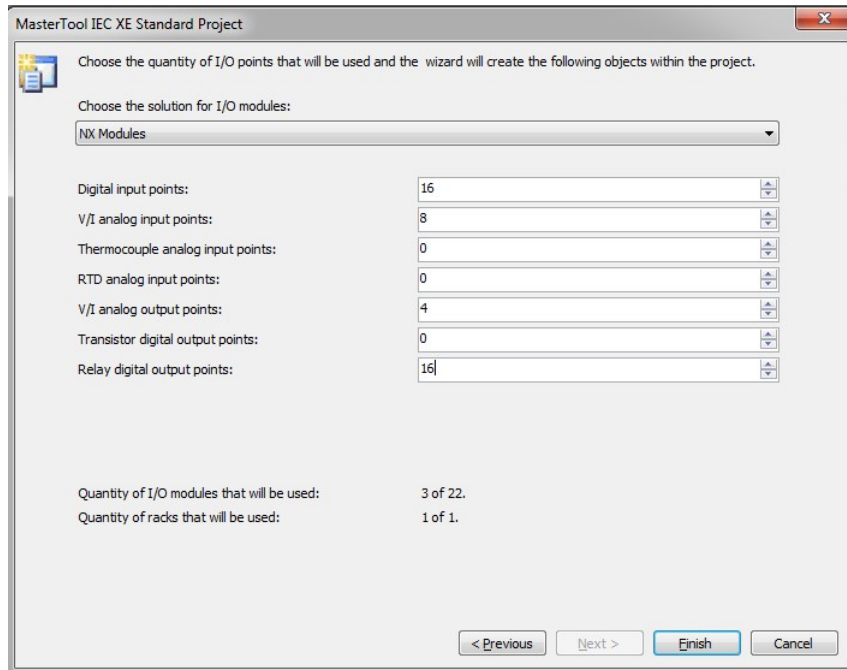 MasterTool IEC XE Standard Project
Choose the quantity of I/O points that will be used and the wizard will create the following objects within the project.
Choose the solution for I/O modules:
NX Modules
Digital input points: 16
V/I analog input points: 8
Thermocouple analog input points: 0
RTD analog input points: 0
V/I analog output points: 4
Transistor digital output points: 0
Relay digital output points: 16
Quantity of I/O modules that will be used: 3 of 22.
Quantity of racks that will be used: 1 of 1.
< Previous Next > Finish Cancel